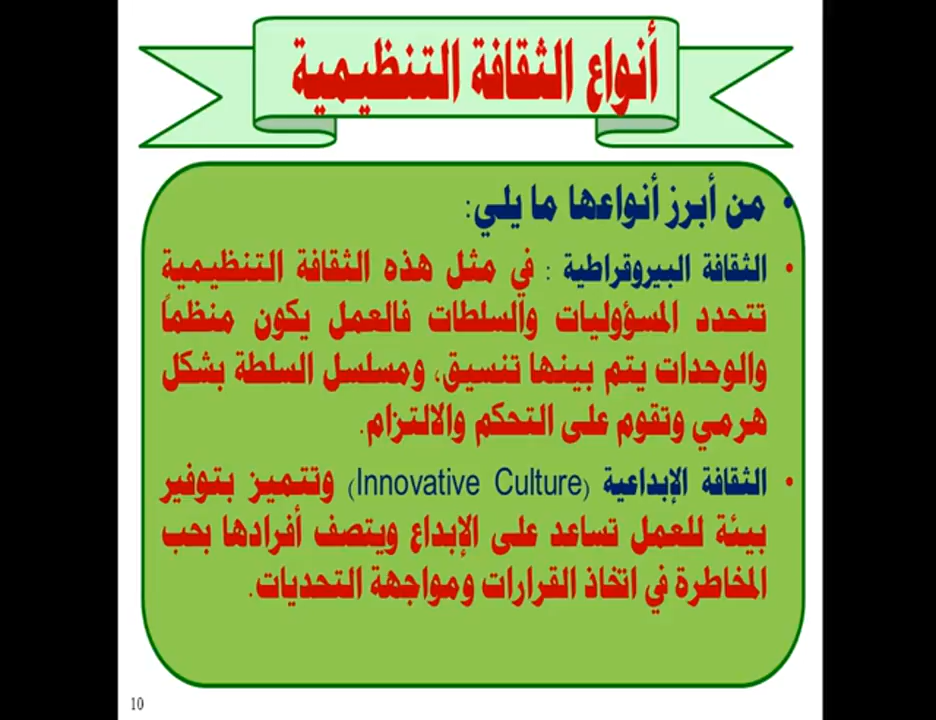 أنواع الثقافة التنظيمية
• من أبرز أنواعها ما يلي:
• الثقافة البيروقراطية : في مثل هذه الثقافة التنظيمية
تتحدد المسؤوليات والسلطات فالعمل يكون منظماً
والوحدات يتم بينها تنسيق، ومسلسل السلطة بشكل
هرمي وتقوم على التحكم والالتزام.
• الثقافة الإبداعية (Innovative Culture) وتتميز بتوفير
بيئة للعمل تساعد على الإبداع ويتصف أفرادها بحب
المخاطرة في اتخاذ القرارات ومواجهة التحديات.
10